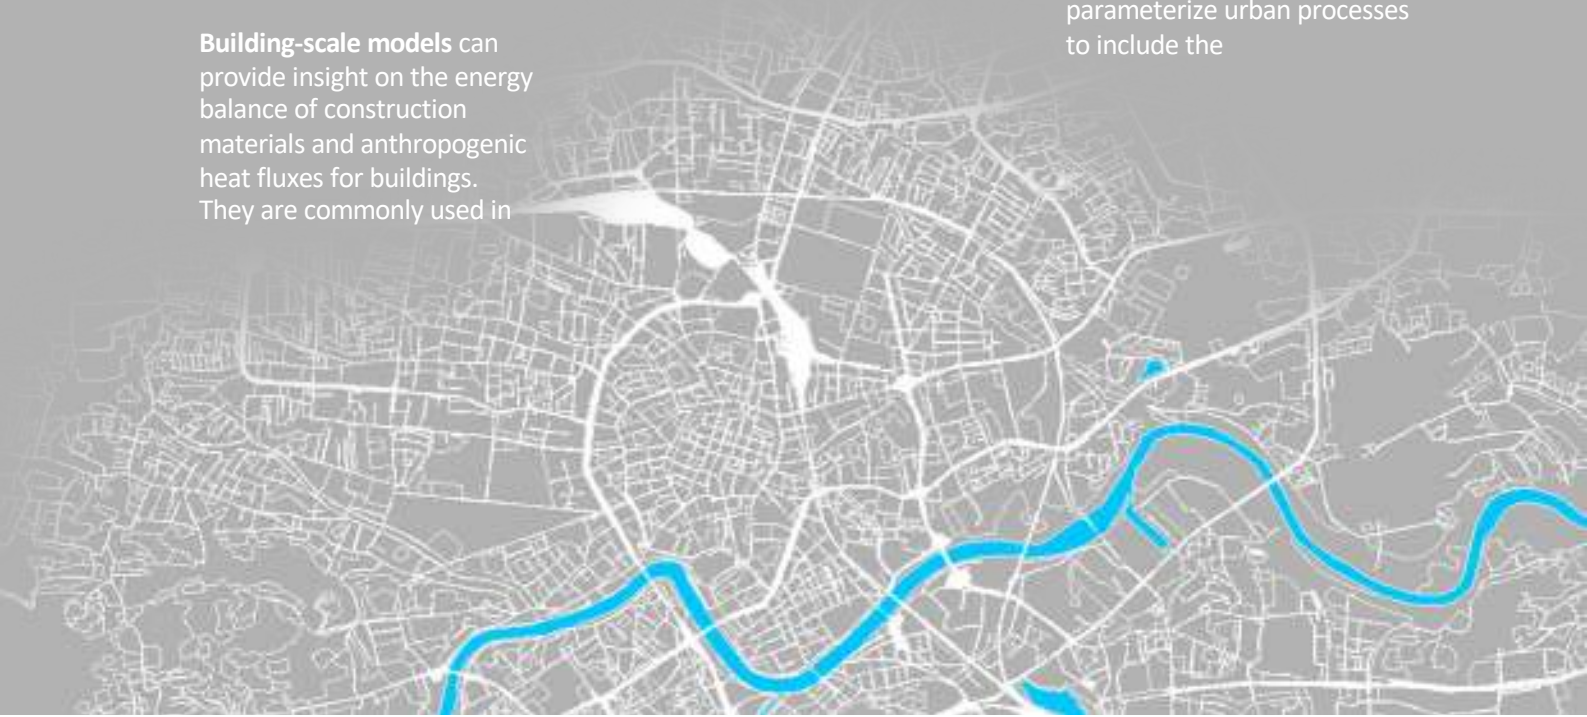 Building-scale models can
provide insight on the energy
balance of construction
materials and anthropogenic
heat fluxes for buildings.
They are commonly used in
parameterize urban processes
to include the